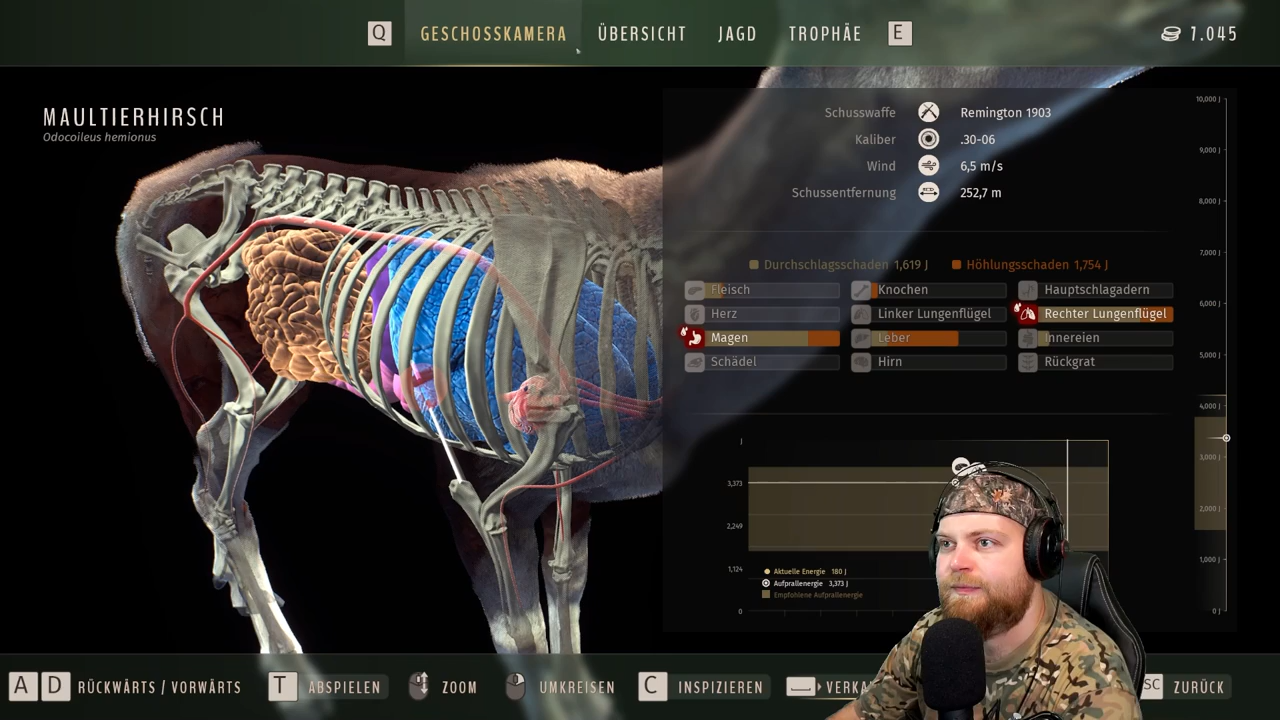 Q GESCHOSSKAMERA ÜBERSICHT JAGD TROPHÄE E 7.045
MAULTIERHIRSCH
Odocoileus hemionus
Schusswaffe Remington 1903
Kaliber .30-06
Wind 6,5 m/s
Schussentfernung 252,7 m
Durchschlagsschaden 1,619 J Höhlungsschaden 1,754 J
Fleisch Knochen Hauptschlagadern
Herz Linker Lungenflügel Rechter Lungenflügel
Magen Leber Innereien
Schädel Hirn Rückgrat
10,000 J
9,000 J
8,000 J
7,000 J
6,000 J
5,000 J
4,000 J
3,000 J
2,000 J
1,000 J
0 J
J
3,373
2,249
1,124
0
Aktuelle Energie 180 J
Aufprallenergie 3,373 J
Empfohlene Aufprallenergie
A D RÜCKWÄRTS / VORWÄRTS T ABSPIELEN ZOOM UMKREISEN C INSPIZIEREN VERKA SC ZURÜCK